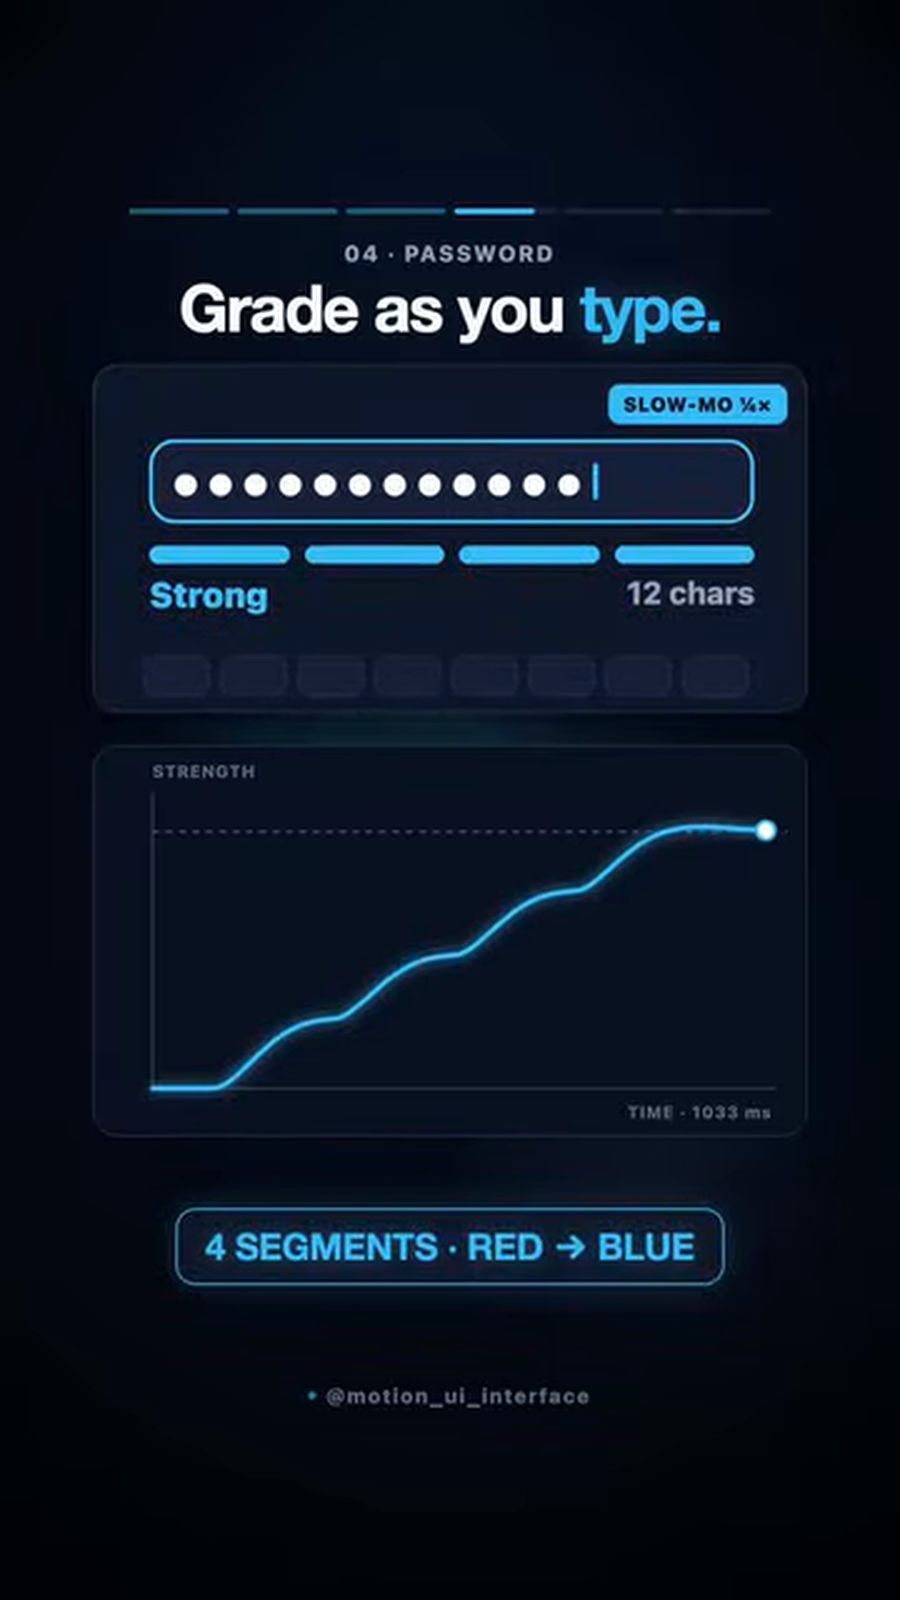 04 · PASSWORD
Grade as you type.
SLOW-MO ¼×
Strong
12 chars
STRENGTH
TIME · 1033 ms
4 SEGMENTS · RED → BLUE
@motion_ui_interface